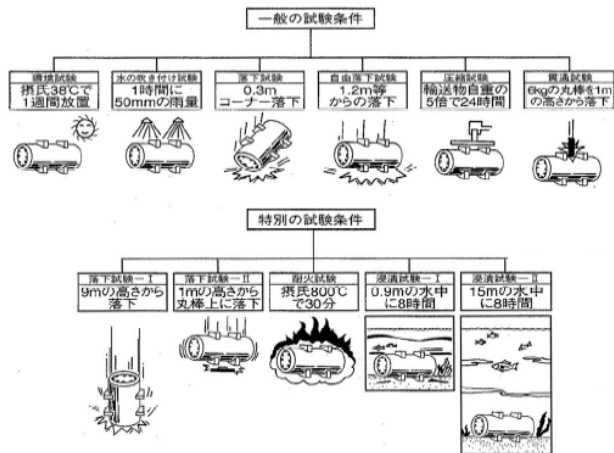 一般の試験条件
環境試験
摂氏38℃で
1週間放置
水の吹き付け試験
1時間に
50mmの雨量
落下試験
0.3m
コーナー落下
自由落下試験
1.2m等
からの落下
圧縮試験
輸送物自重の
5倍で24時間
貫通試験
6kgの丸棒を1m
の高さから落下
特別の試験条件
落下試験―Ⅰ
9mの高さから
落下
落下試験―Ⅱ
1mの高さから
丸棒上に落下
耐火試験
摂氏800℃
で30分
浸漬試験―Ⅰ
0.9mの水中
に8時間
浸漬試験―Ⅱ
15mの水中
に8時間